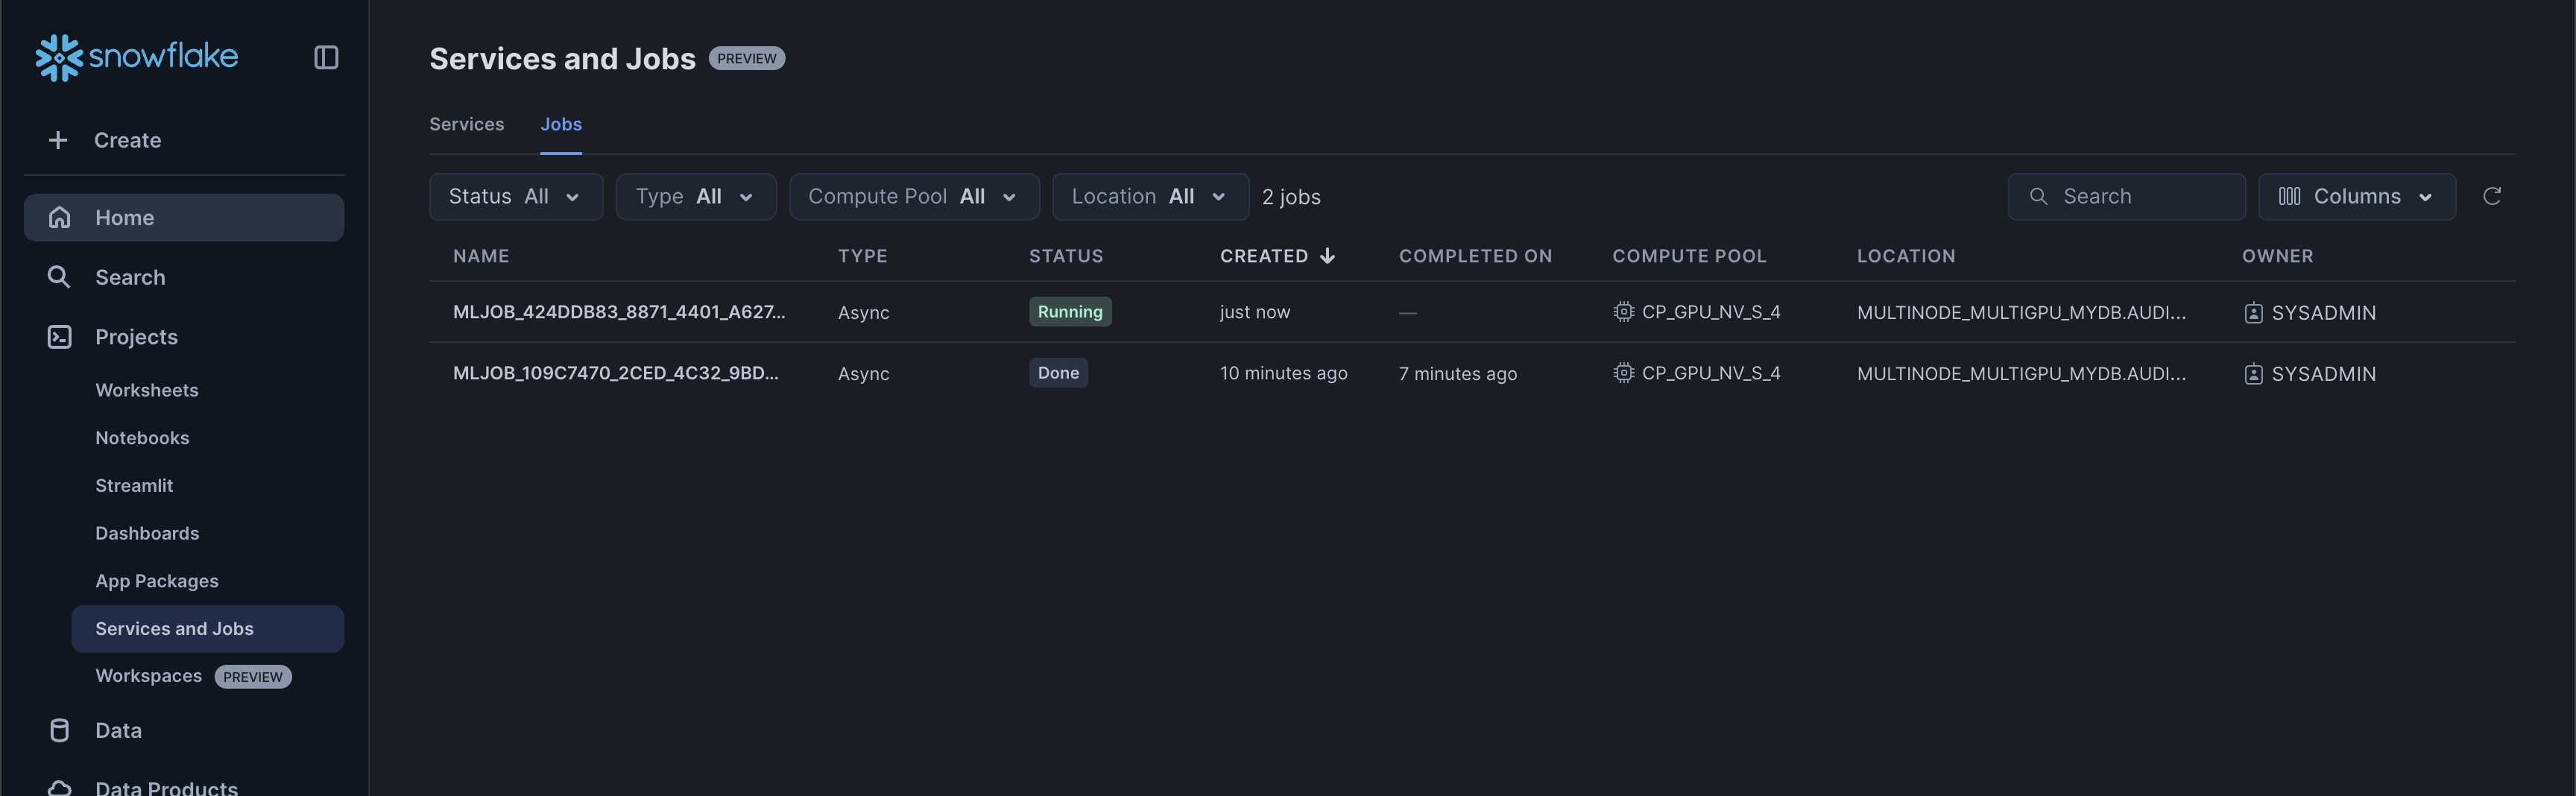 snowflake
Create
Home
Search
Projects
Worksheets
Notebooks
Streamlit
Dashboards
App Packages
Services and Jobs
Workspaces PREVIEW
Data
Data Products
Services and Jobs PREVIEW
Services Jobs
Status All Type All Compute Pool All Location All 2 jobs Search Columns
NAME TYPE STATUS CREATED COMPLETED ON COMPUTE POOL LOCATION OWNER
MLJOB_424DDB83_8871_4401_A627... Async Running just now — CP_GPU_NV_S_4 MULTINODE_MULTIGPU_MYDB.AUDI... SYSADMIN
MLJOB_109C7470_2CED_4C32_9BD... Async Done 10 minutes ago 7 minutes ago CP_GPU_NV_S_4 MULTINODE_MULTIGPU_MYDB.AUDI... SYSADMIN